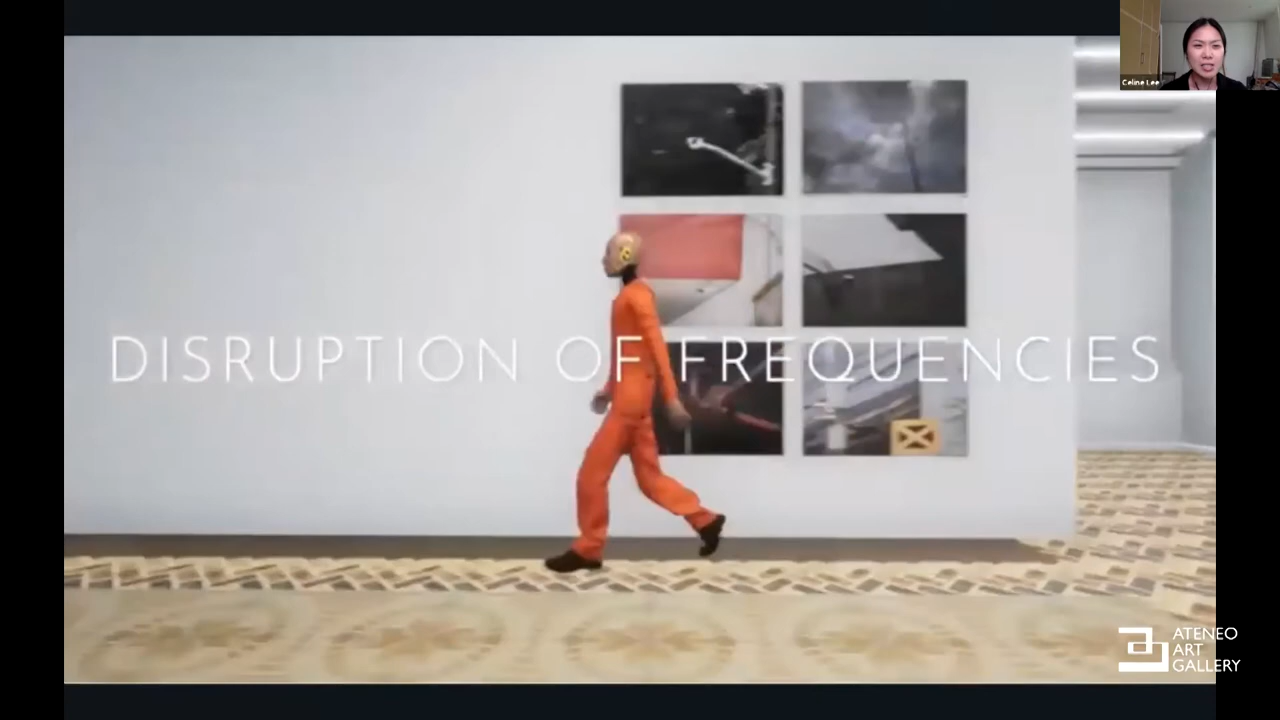 Celine Lee
DISRUPTION OF FREQUENCIES
ATENEO
ART
GALLERY